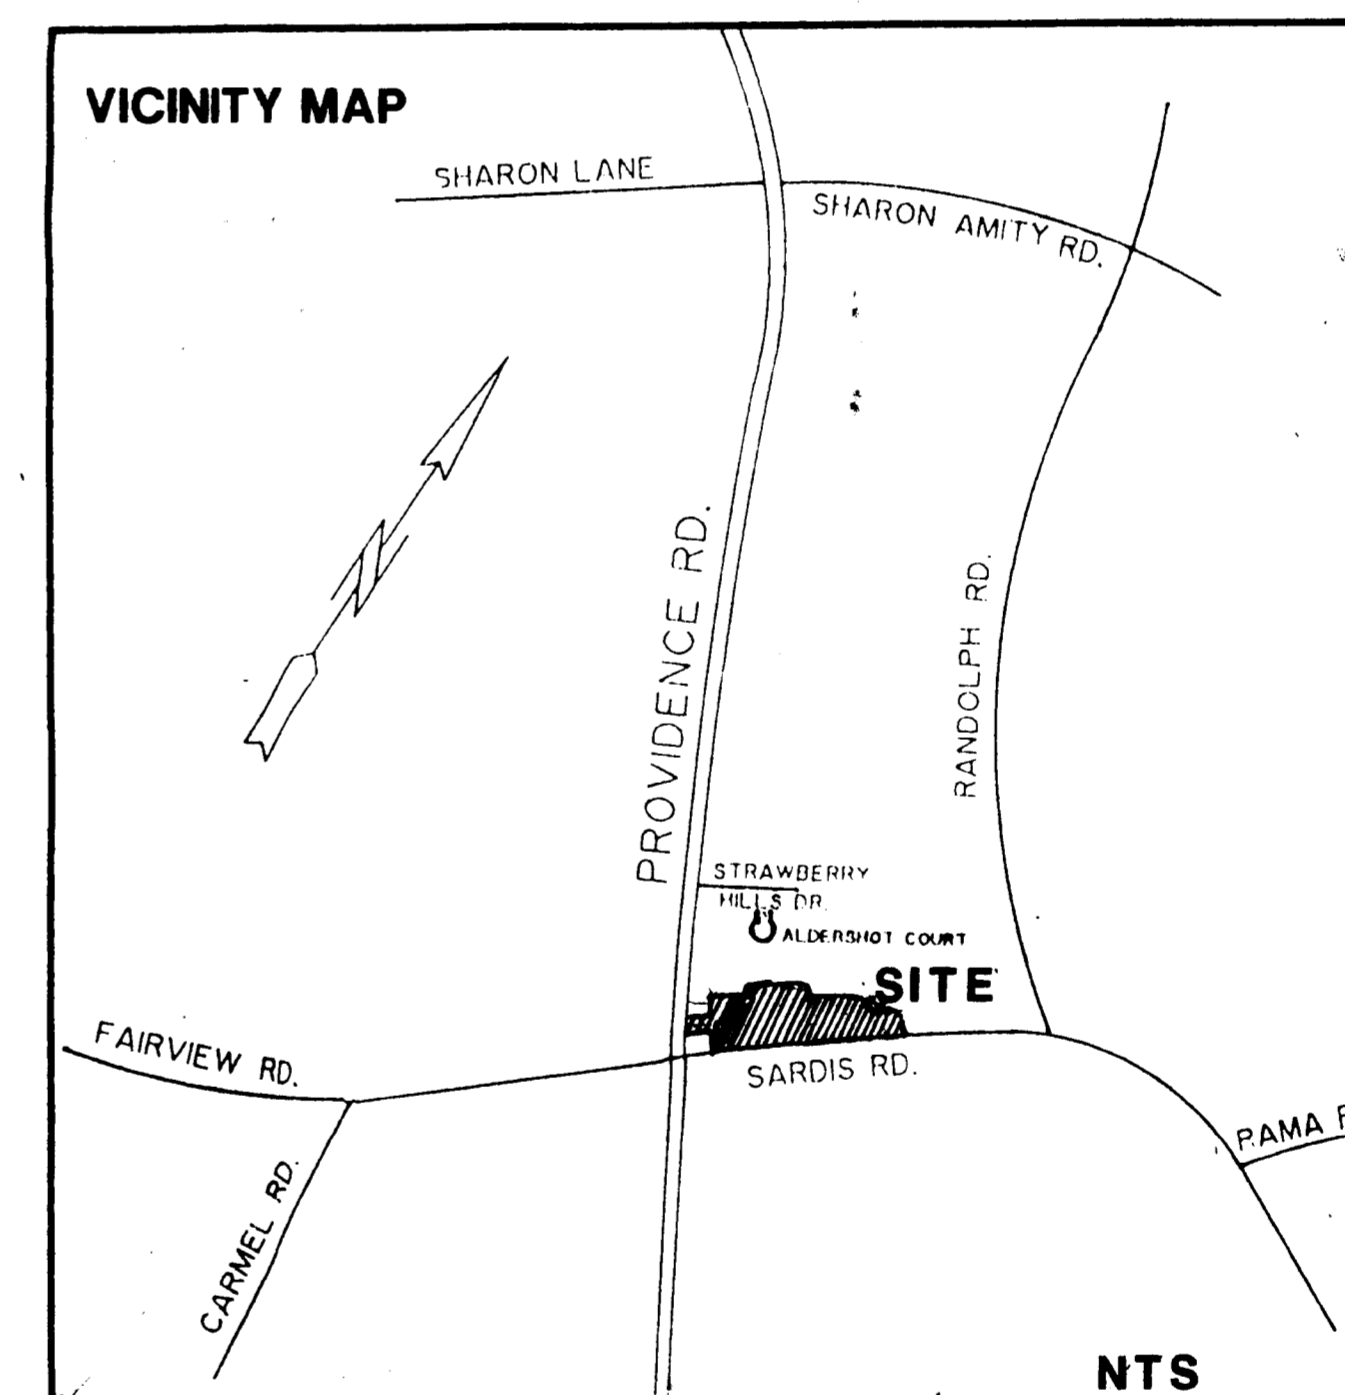 VICINITY MAP
SHARON LANE
SHARON AMITY RD.
PROVIDENCE RD.
RANDOLPH RD.
STRAWBERRY
HILLS DR.
ALDERSHOT COURT
SITE
FAIRVIEW RD.
SARDIS RD.
RAMA
CARMEL RD.
NTS
N